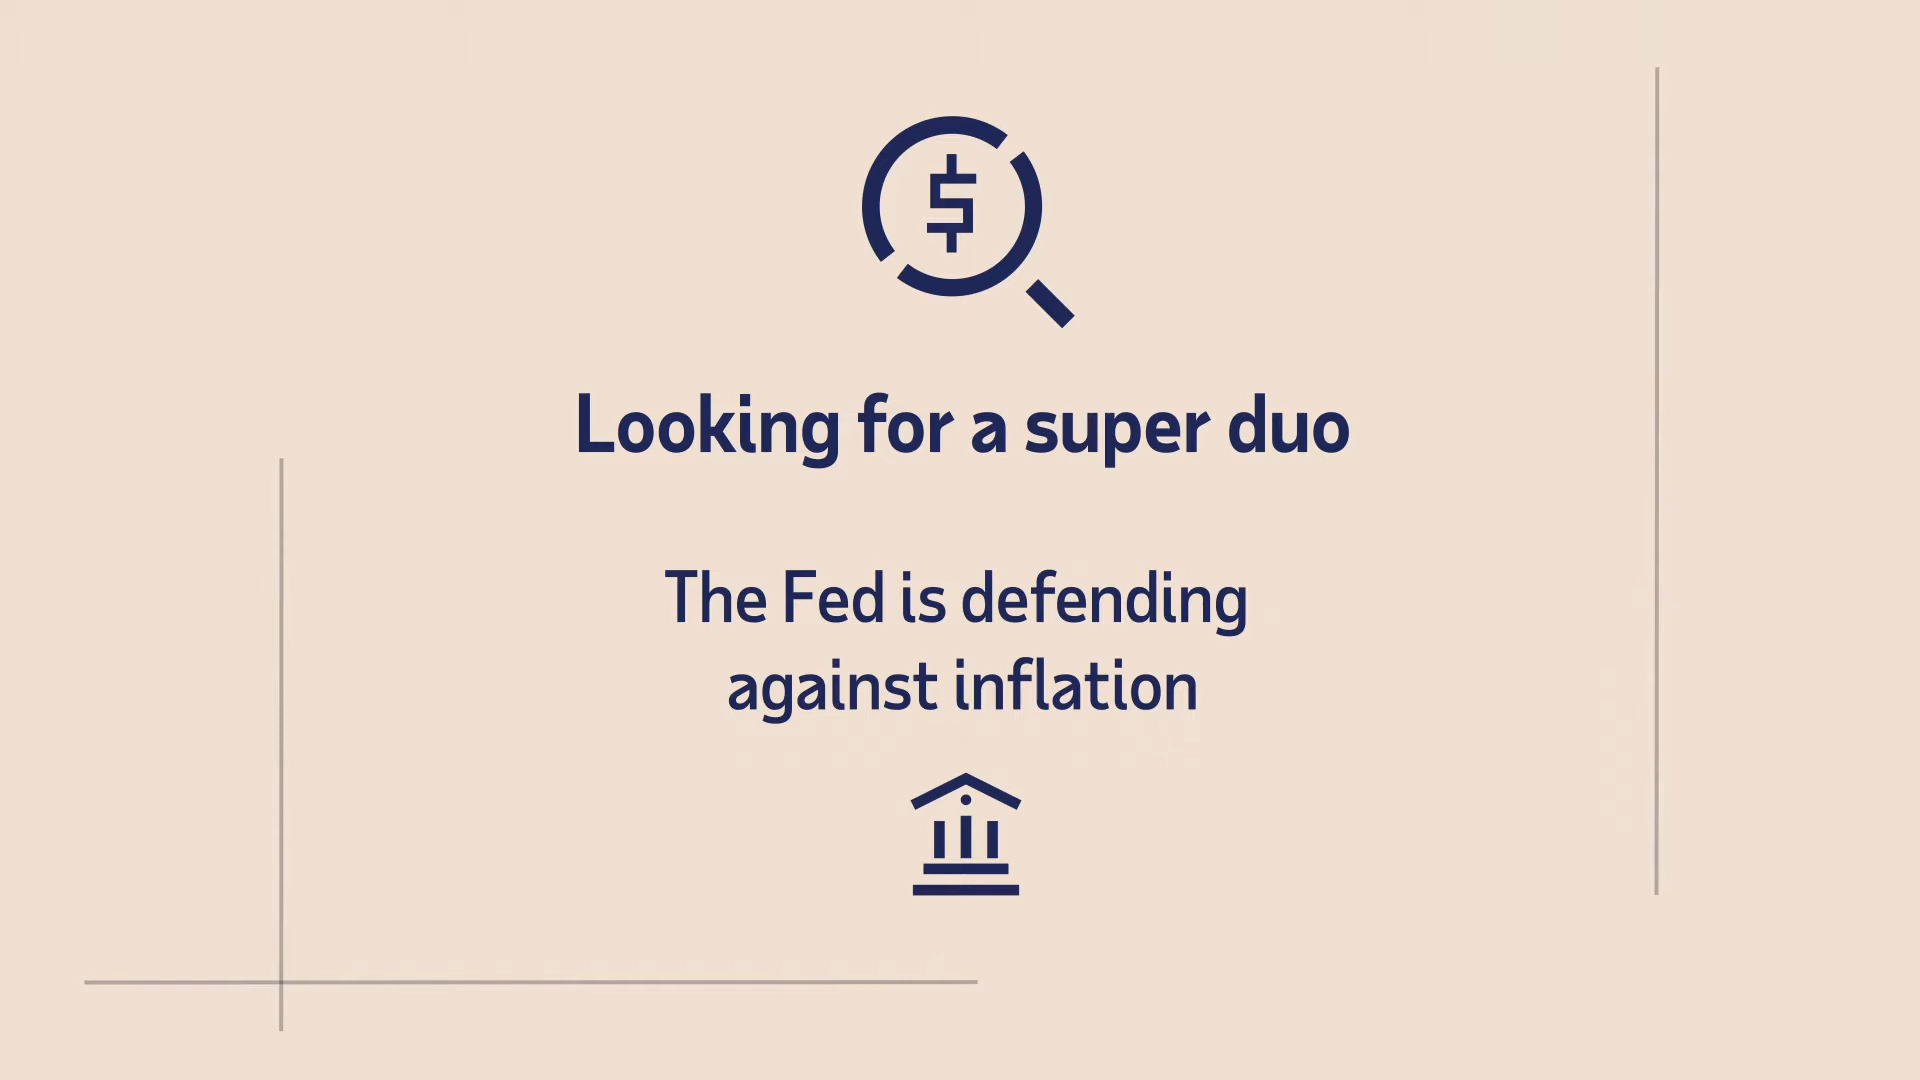 $
Looking for a super duo
The Fed is defending
against inflation